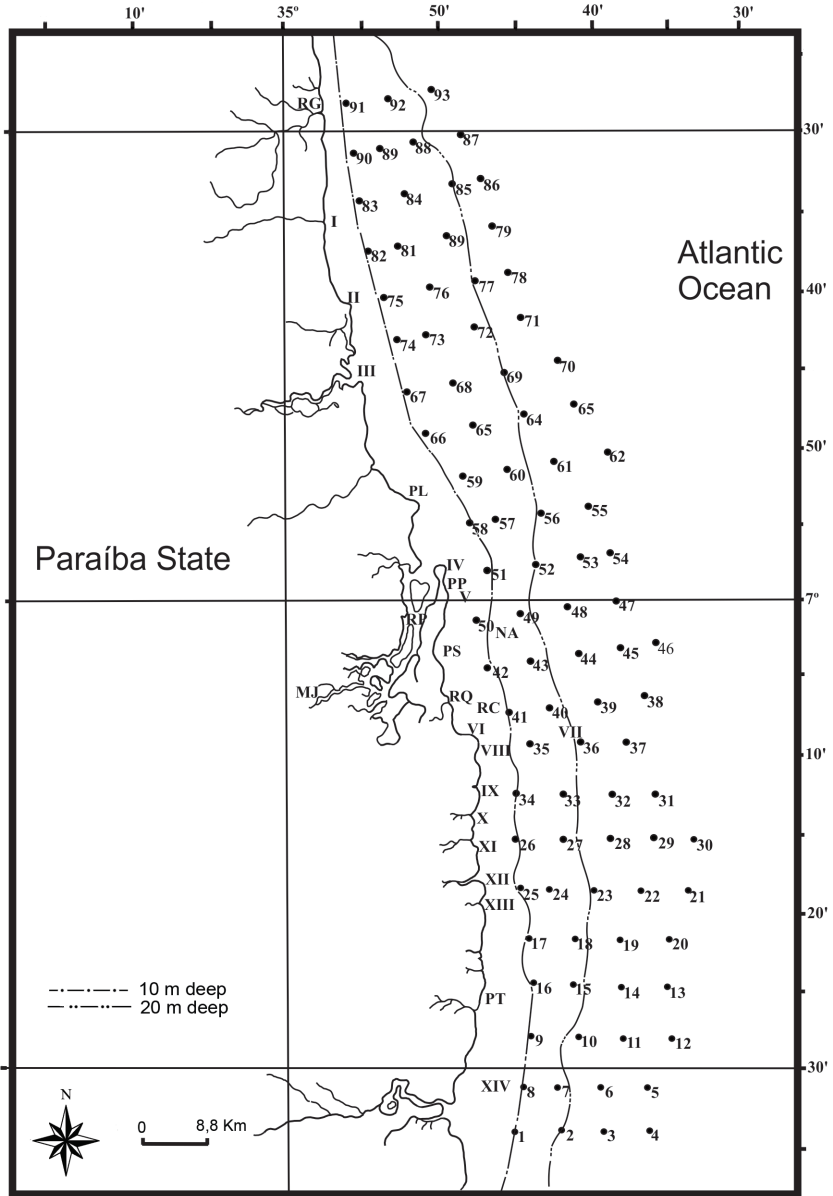 10' 35° 50' 40' 30'
93
RG 91 92
30'
87
88
90 89
86
85
84
83
I
79
89
81
82
Atlantic
Ocean
78
77
40'
76
II 75
71
72
73
74
70
III
69
68
67
65
64
65
66
50'
62
61
60
59
PL
55
56
57
58
Paraíba State
54
53
IV 51 52
PP
V 47 7°
48
49
RP 50 NA
46
45
PS 44
43
42
MJ RQ 38
RC 41 40 39
VI VII
VIII 35 36 37
10'
IX 34 33 32 31
X
XI 26 27 28 29 30
XII
25 24 23 22 21
XIII
20'
17 18 19 20
16 15 14 13
10 m deep
20 m deep
PT
9 10 11 12
30'
XIV 8 7 6 5
N
0 8,8 Km
1 2 3 4